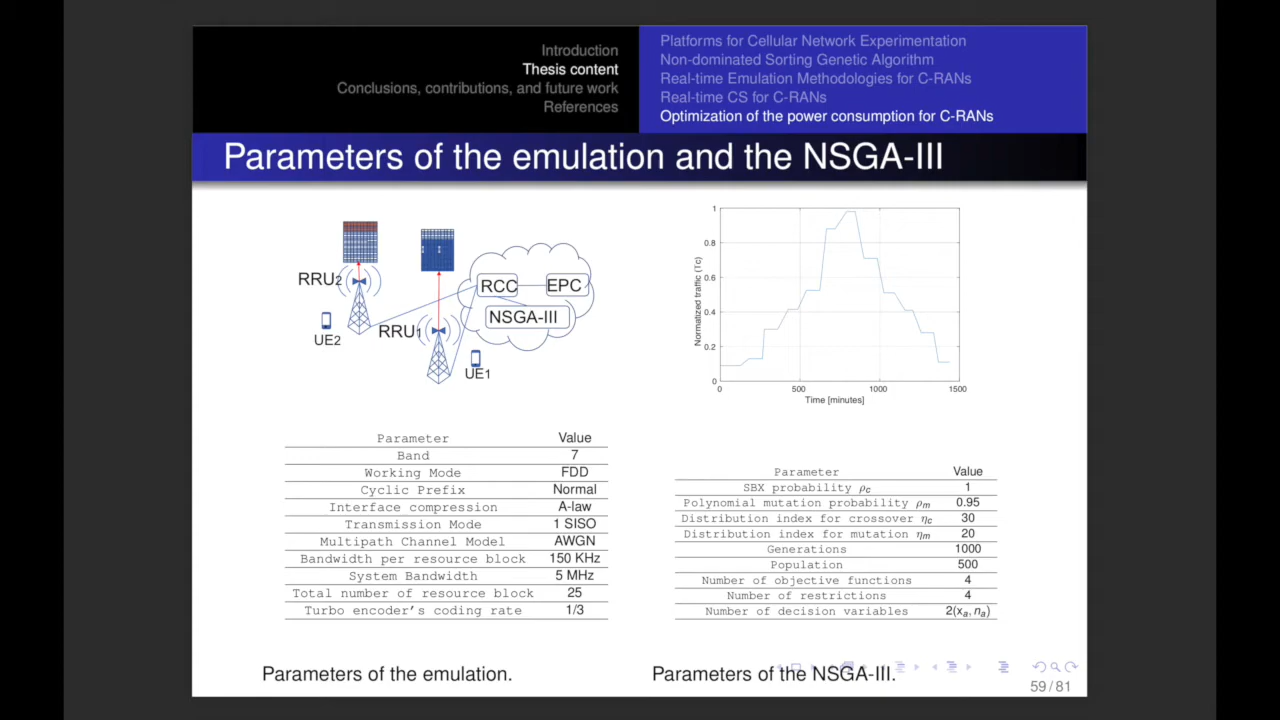 Introduction
Thesis content
Conclusions, contributions, and future work
References
Platforms for Cellular Network Experimentation
Non-dominated Sorting Genetic Algorithm
Real-time Emulation Methodologies for C-RANs
Real-time CS for C-RANs
Optimization of the power consumption for C-RANs
Parameters of the emulation and the NSGA-III
RRU2
UE2
RRU1
UE1
RCC
EPC
NSGA-III
Normalized traffic (Tc)
1
0.8
0.6
0.4
0.2
0
0 500 1000 1500
Time [minutes]
Parameter Value
Band 7
Working Mode FDD
Cyclic Prefix Normal
Interface compression A-law
Transmission Mode 1 SISO
Multipath Channel Model AWGN
Bandwidth per resource block 150 KHz
System Bandwidth 5 MHz
Total number of resource block 25
Turbo encoder's coding rate 1/3
Parameters of the emulation.
Parameter Value
SBX probability ρc 1
Polynomial mutation probability ρm 0.95
Distribution index for crossover ηc 30
Distribution index for mutation ηm 20
Generations 1000
Population 500
Number of objective functions 4
Number of restrictions 4
Number of decision variables 2(xa, na)
Parameters of the NSGA-III.
59 / 81